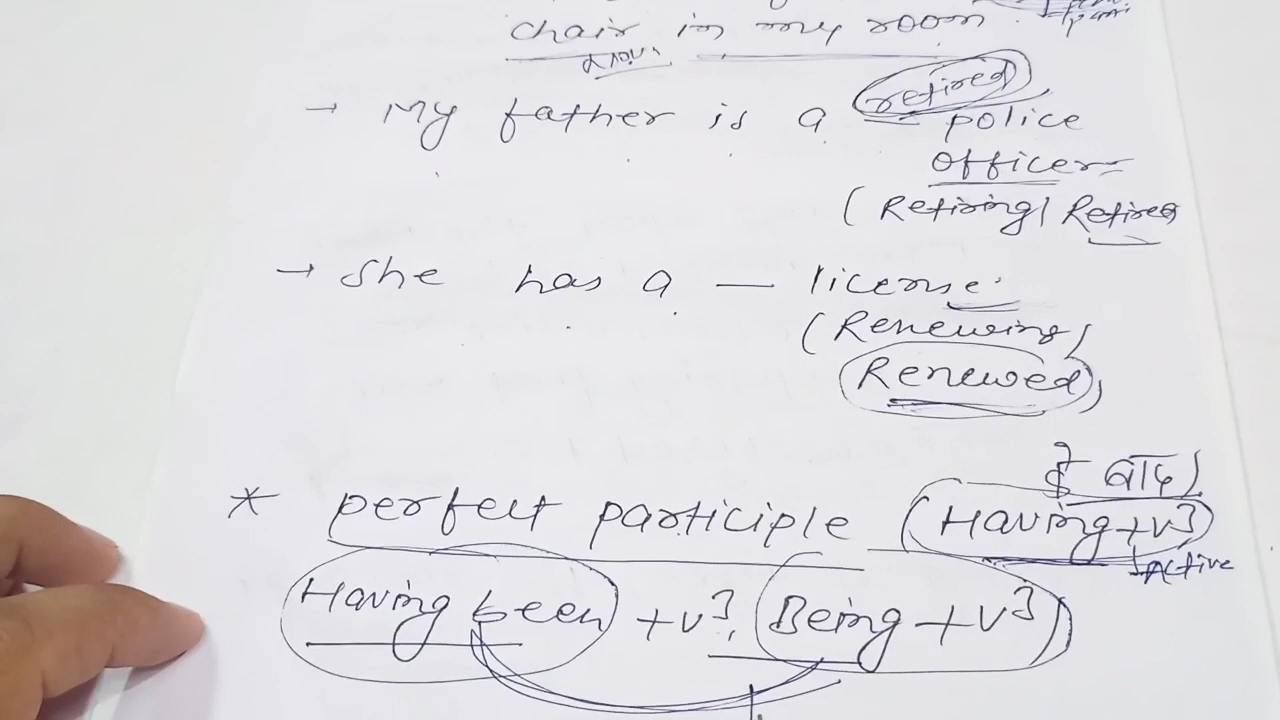 chair in my room.
noun
retired
→ My father is a — police
officer
(Retiring/ Retired
→ She has a — license.
(Renewing/
Renewed)
के बाद)
* perfect participle (Having+v3)
Active
Having been +v3, Being +v3)